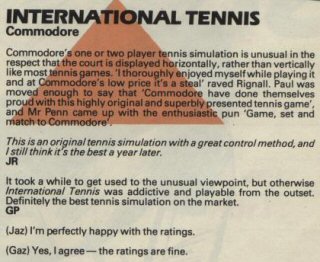 INTERNATIONAL TENNIS
Commodore
Commodore's one or two player tennis simulation is unusual in the
respect that the court is displayed horizontally, rather than vertically
like most tennis games. 'I thoroughly enjoyed myself while playing it
and at Commodore's low price it's a steal' raved Rignall. Paul was
moved enough to say that 'Commodore have done themselves
proud with this highly original and superbly presented tennis game',
and Mr Penn came up with the enthusiastic pun 'Game, set and
match to Commodore'.
This is an original tennis simulation with a great control method, and
I still think it's the best a year later.
JR
It took a while to get used to the unusual viewpoint, but otherwise
International Tennis was addictive and playable from the outset.
Definitely the best tennis simulation on the market.
GP
(Jaz) I'm perfectly happy with the ratings.
(Gaz) Yes, I agree — the ratings are fine.